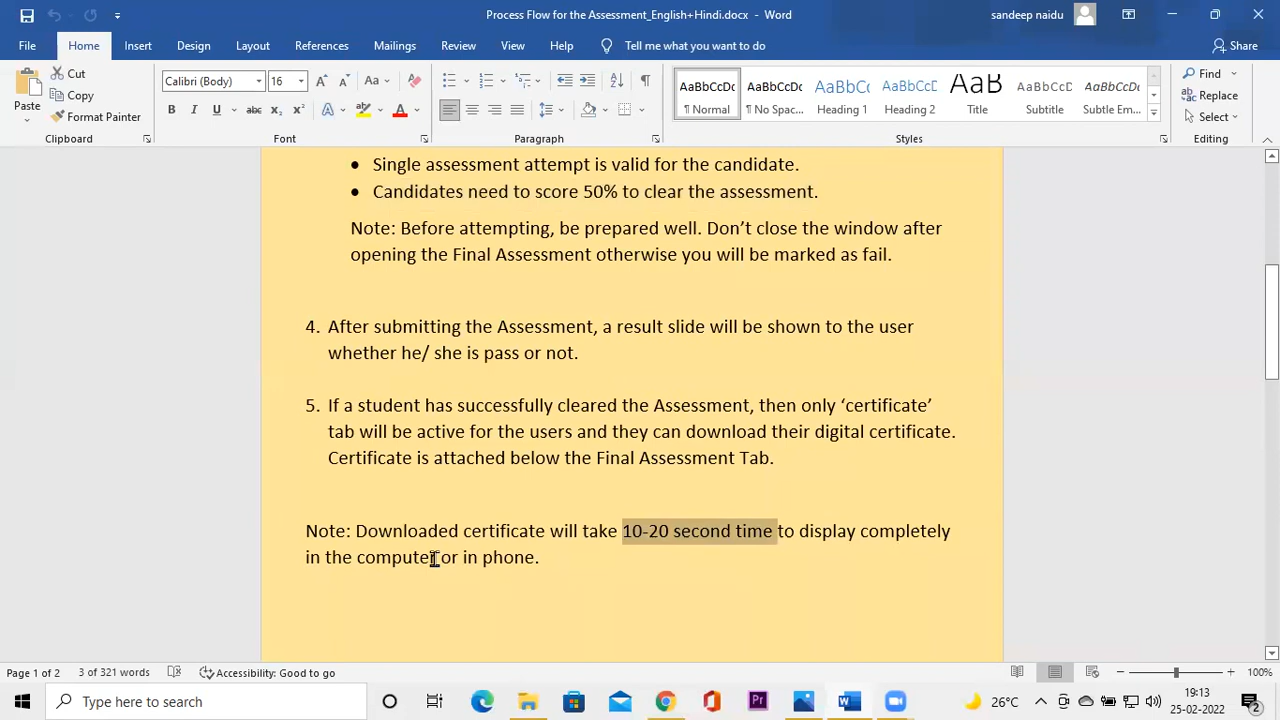 Process Flow for the Assessment_English+Hindi.docx - Word
sandeep naidu
File Home Insert Design Layout References Mailings Review View Help Tell me what you want to do Share
Paste
Cut
Copy
Format Painter
Clipboard
Calibri (Body) 16
Font
Paragraph
AaBbCcDc AaBbCcDc AaBbCc AaBbCcD AaB AaBbCcD AaBbCcDc
¶ Normal ¶ No Spac... Heading 1 Heading 2 Title Subtitle Subtle Em...
Styles
Find
Replace
Select
Editing
• Single assessment attempt is valid for the candidate.
• Candidates need to score 50% to clear the assessment.
Note: Before attempting, be prepared well. Don’t close the window after
opening the Final Assessment otherwise you will be marked as fail.
4. After submitting the Assessment, a result slide will be shown to the user
whether he/ she is pass or not.
5. If a student has successfully cleared the Assessment, then only ‘certificate’
tab will be active for the users and they can download their digital certificate.
Certificate is attached below the Final Assessment Tab.
Note: Downloaded certificate will take 10-20 second time to display completely
in the computer or in phone.
Page 1 of 2 3 of 321 words Accessibility: Good to go 100%
Type here to search
26°C
19:13
25-02-2022
2